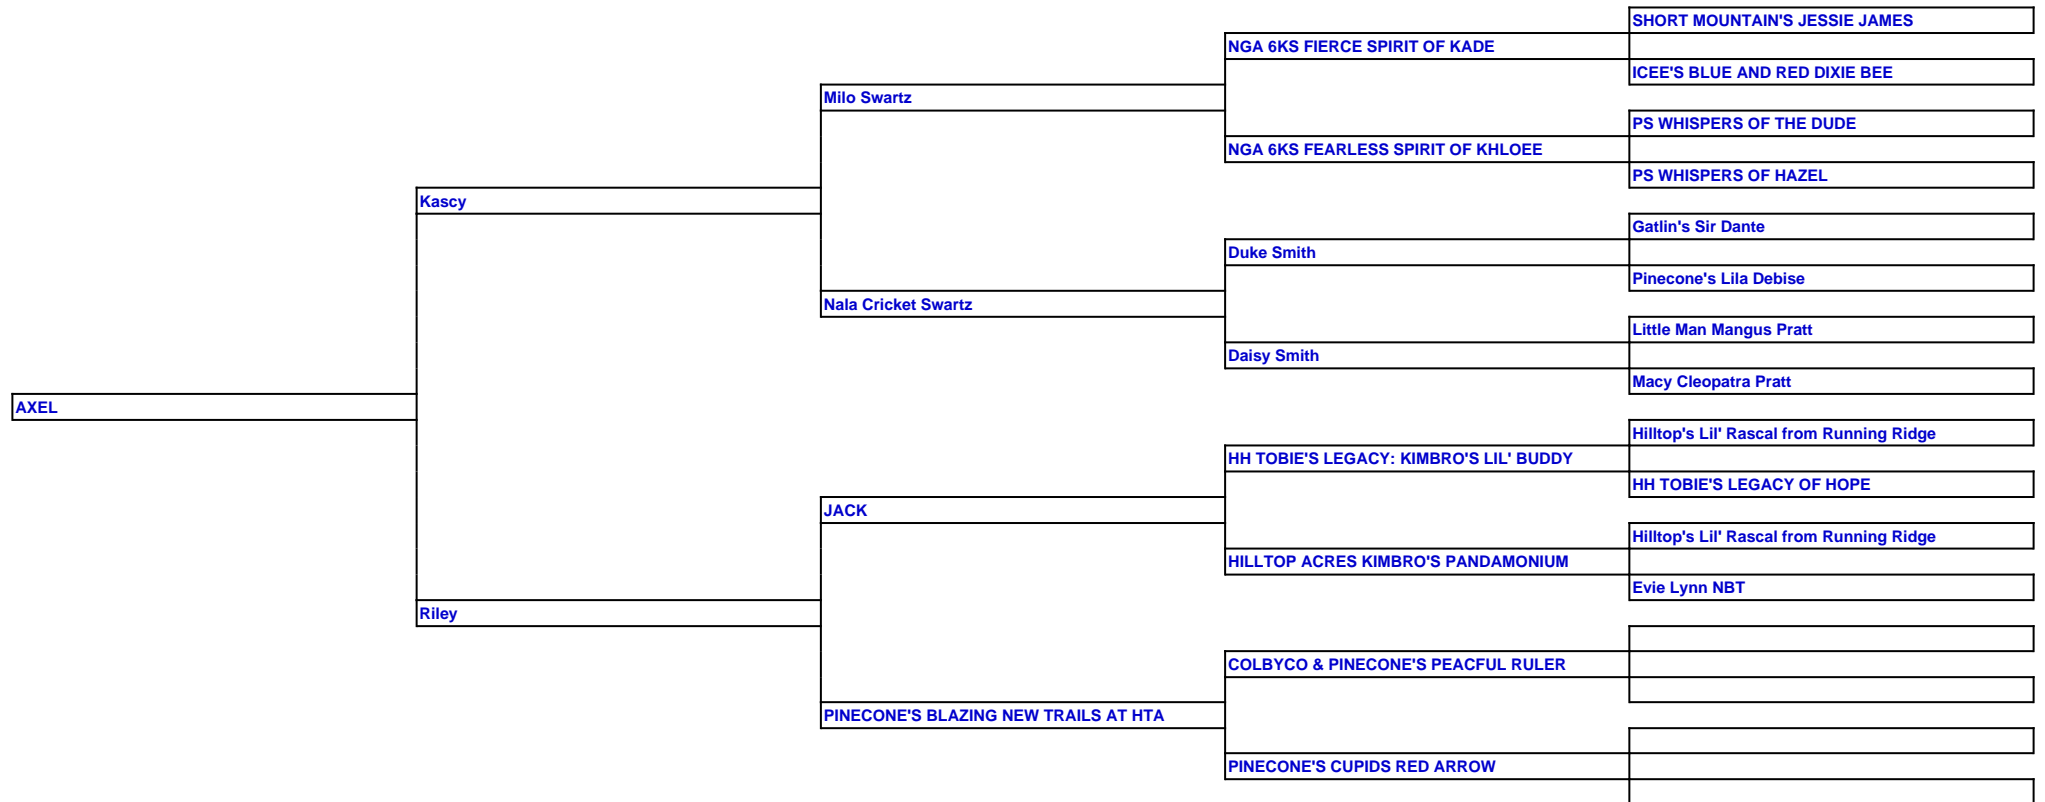 SHORT MOUNTAIN'S JESSIE JAMES
NGA 6KS FIERCE SPIRIT OF KADE
ICEE'S BLUE AND RED DIXIE BEE
Milo Swartz
PS WHISPERS OF THE DUDE
NGA 6KS FEARLESS SPIRIT OF KHLOEE
PS WHISPERS OF HAZEL
Kascy
Gatlin's Sir Dante
Duke Smith
Pinecone's Lila Debise
Nala Cricket Swartz
Little Man Mangus Pratt
Daisy Smith
Macy Cleopatra Pratt
AXEL
Hilltop's Lil' Rascal from Running Ridge
HH TOBIE'S LEGACY: KIMBRO'S LIL' BUDDY
HH TOBIE'S LEGACY OF HOPE
JACK
Hilltop's Lil' Rascal from Running Ridge
HILLTOP ACRES KIMBRO'S PANDAMONIUM
Evie Lynn NBT
Riley
COLBYCO & PINECONE'S PEACFUL RULER
PINECONE'S BLAZING NEW TRAILS AT HTA
PINECONE'S CUPIDS RED ARROW